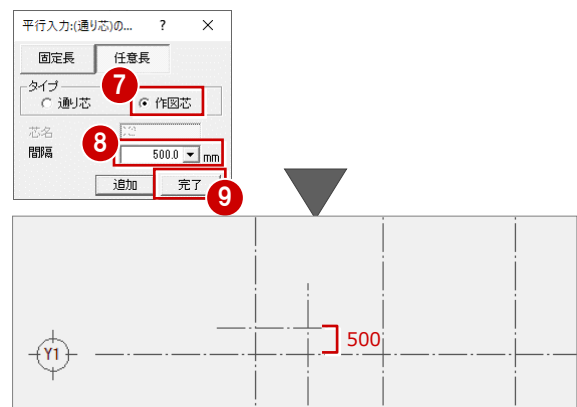 平行入力:(通り芯)の... ? ×
固定長 任意長
タイプ
7
通り芯 作図芯
芯名
8
間隔 500.0 mm
追加 完了
9
500
Y1